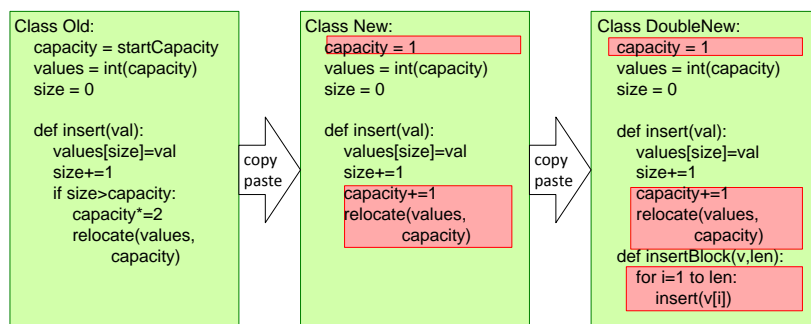 Class Old:
capacity = startCapacity
values = int(capacity)
size = 0
def insert(val):
values[size]=val
size+=1
if size>capacity:
capacity*=2
relocate(values,
capacity)
copy
paste
Class New:
capacity = 1
values = int(capacity)
size = 0
def insert(val):
values[size]=val
size+=1
capacity+=1
relocate(values,
capacity)
copy
paste
Class DoubleNew:
capacity = 1
values = int(capacity)
size = 0
def insert(val):
values[size]=val
size+=1
capacity+=1
relocate(values,
capacity)
def insertBlock(v,len):
for i=1 to len:
insert(v[i])